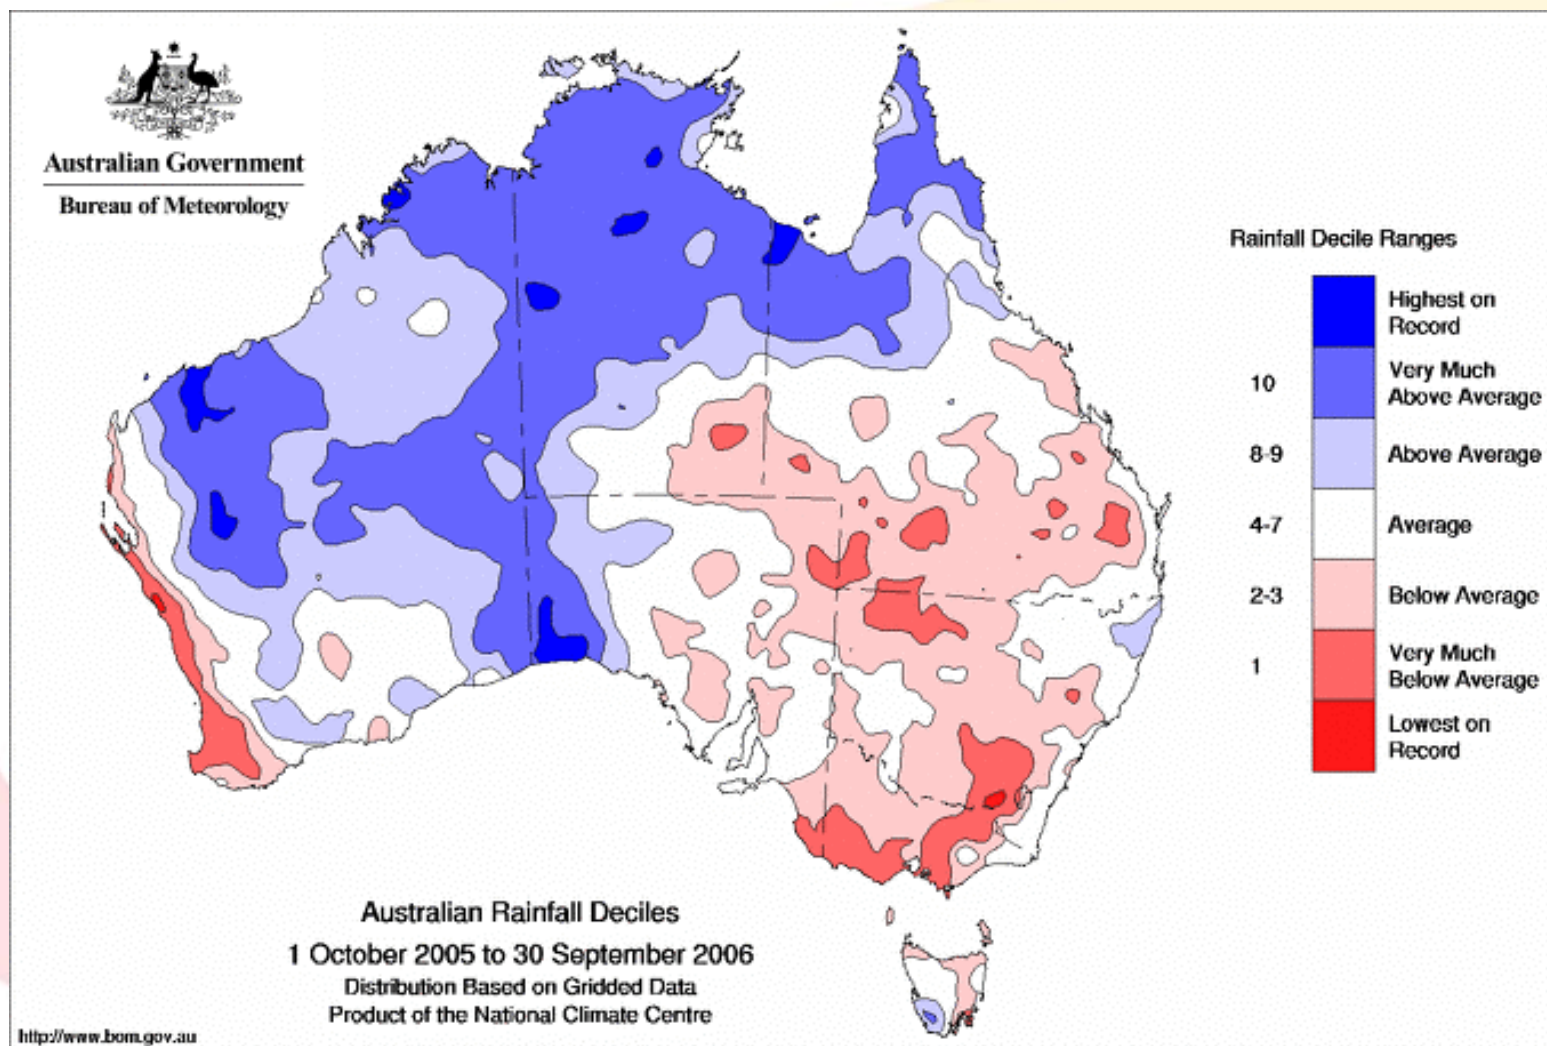 Australian Government
Bureau of Meteorology
Rainfall Decile Ranges
Highest on
Record
10
Very Much
Above Average
8-9
Above Average
4-7
Average
2-3
Below Average
1
Very Much
Below Average
Lowest on
Record
Australian Rainfall Deciles
1 October 2005 to 30 September 2006
Distribution Based on Gridded Data
Product of the National Climate Centre
http://www.bom.gov.au